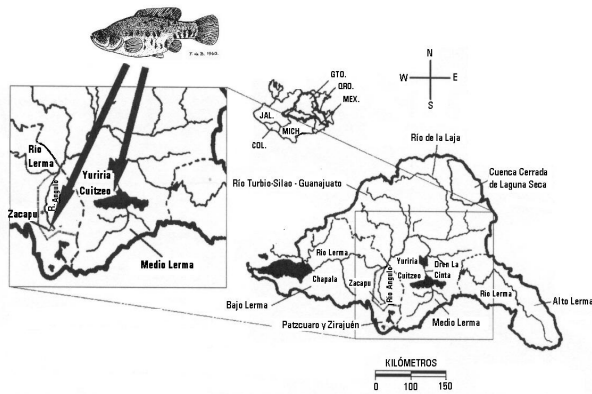 GTO.
QRO.
MEX.
JAL.
MICH.
COL.
N
W
E
S
Río
Lerma
Yuriria
Cuitzeo
R. Angulo
Zacapu
Medio Lerma
Río de la Laja
Cuenca Cerrada
de Laguna Seca
Río Turbio-Silao - Guanajuato
Rio Lerma
Yuriria
Cuitzeo
Dren La
Cinta
Chapala
Zacapu
Río Angulo
Rio Lerma
Bajo Lerma
Alto Lerma
Medio Lerma
Patzcuaro y Zirajuén
KILÓMETROS
0 100 150